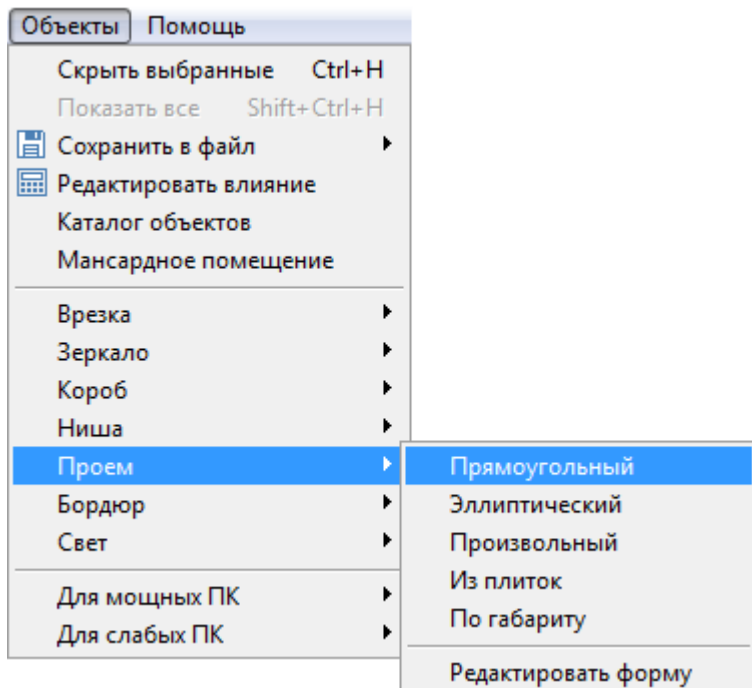 Объекты Помощь
Скрыть выбранные Ctrl+H
Показать все Shift+Ctrl+H
Сохранить в файл
Редактировать влияние
Каталог объектов
Мансардное помещение
Врезка
Зеркало
Короб
Ниша
Проем
Бордюр
Свет
Для мощных ПК
Для слабых ПК
Прямоугольный
Эллиптический
Произвольный
Из плиток
По габариту
Редактировать форму